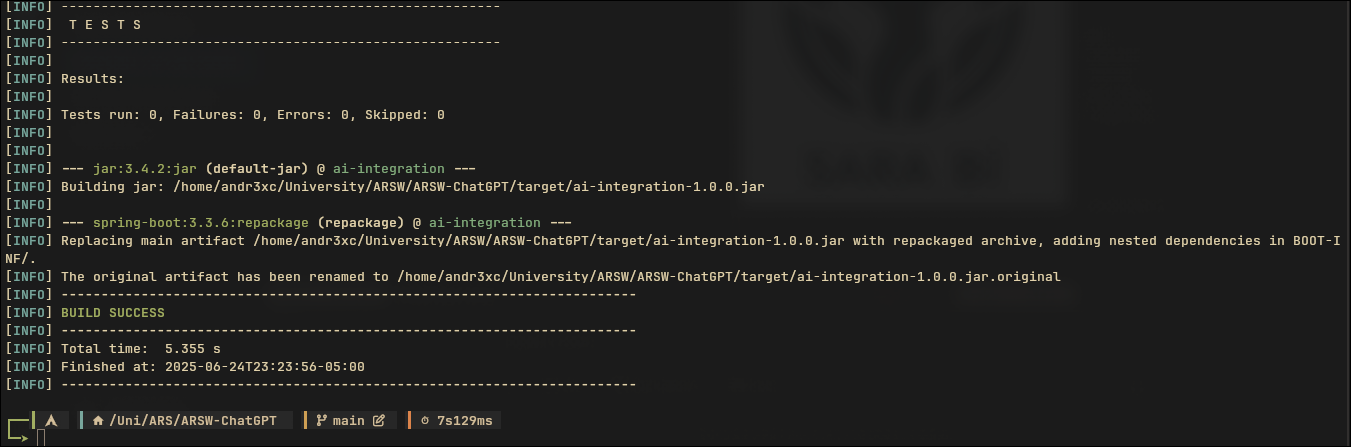 [INFO] -------------------------------------------------------
[INFO]  T E S T S
[INFO] -------------------------------------------------------
[INFO]
[INFO] Results:
[INFO]
[INFO] Tests run: 0, Failures: 0, Errors: 0, Skipped: 0
[INFO]
[INFO]
[INFO] --- jar:3.4.2:jar (default-jar) @ ai-integration ---
[INFO] Building jar: /home/andr3xc/University/ARSW/ARSW-ChatGPT/target/ai-integration-1.0.0.jar
[INFO]
[INFO] --- spring-boot:3.3.6:repackage (repackage) @ ai-integration ---
[INFO] Replacing main artifact /home/andr3xc/University/ARSW/ARSW-ChatGPT/target/ai-integration-1.0.0.jar with repackaged archive, adding nested dependencies in BOOT-I
NF/.
[INFO] The original artifact has been renamed to /home/andr3xc/University/ARSW/ARSW-ChatGPT/target/ai-integration-1.0.0.jar.original
[INFO] ------------------------------------------------------------------------
[INFO] BUILD SUCCESS
[INFO] ------------------------------------------------------------------------
[INFO] Total time:  5.355 s
[INFO] Finished at: 2025-06-24T23:23:56-05:00
[INFO] ------------------------------------------------------------------------
/Uni/ARS/ARSW-ChatGPT main 7s129ms